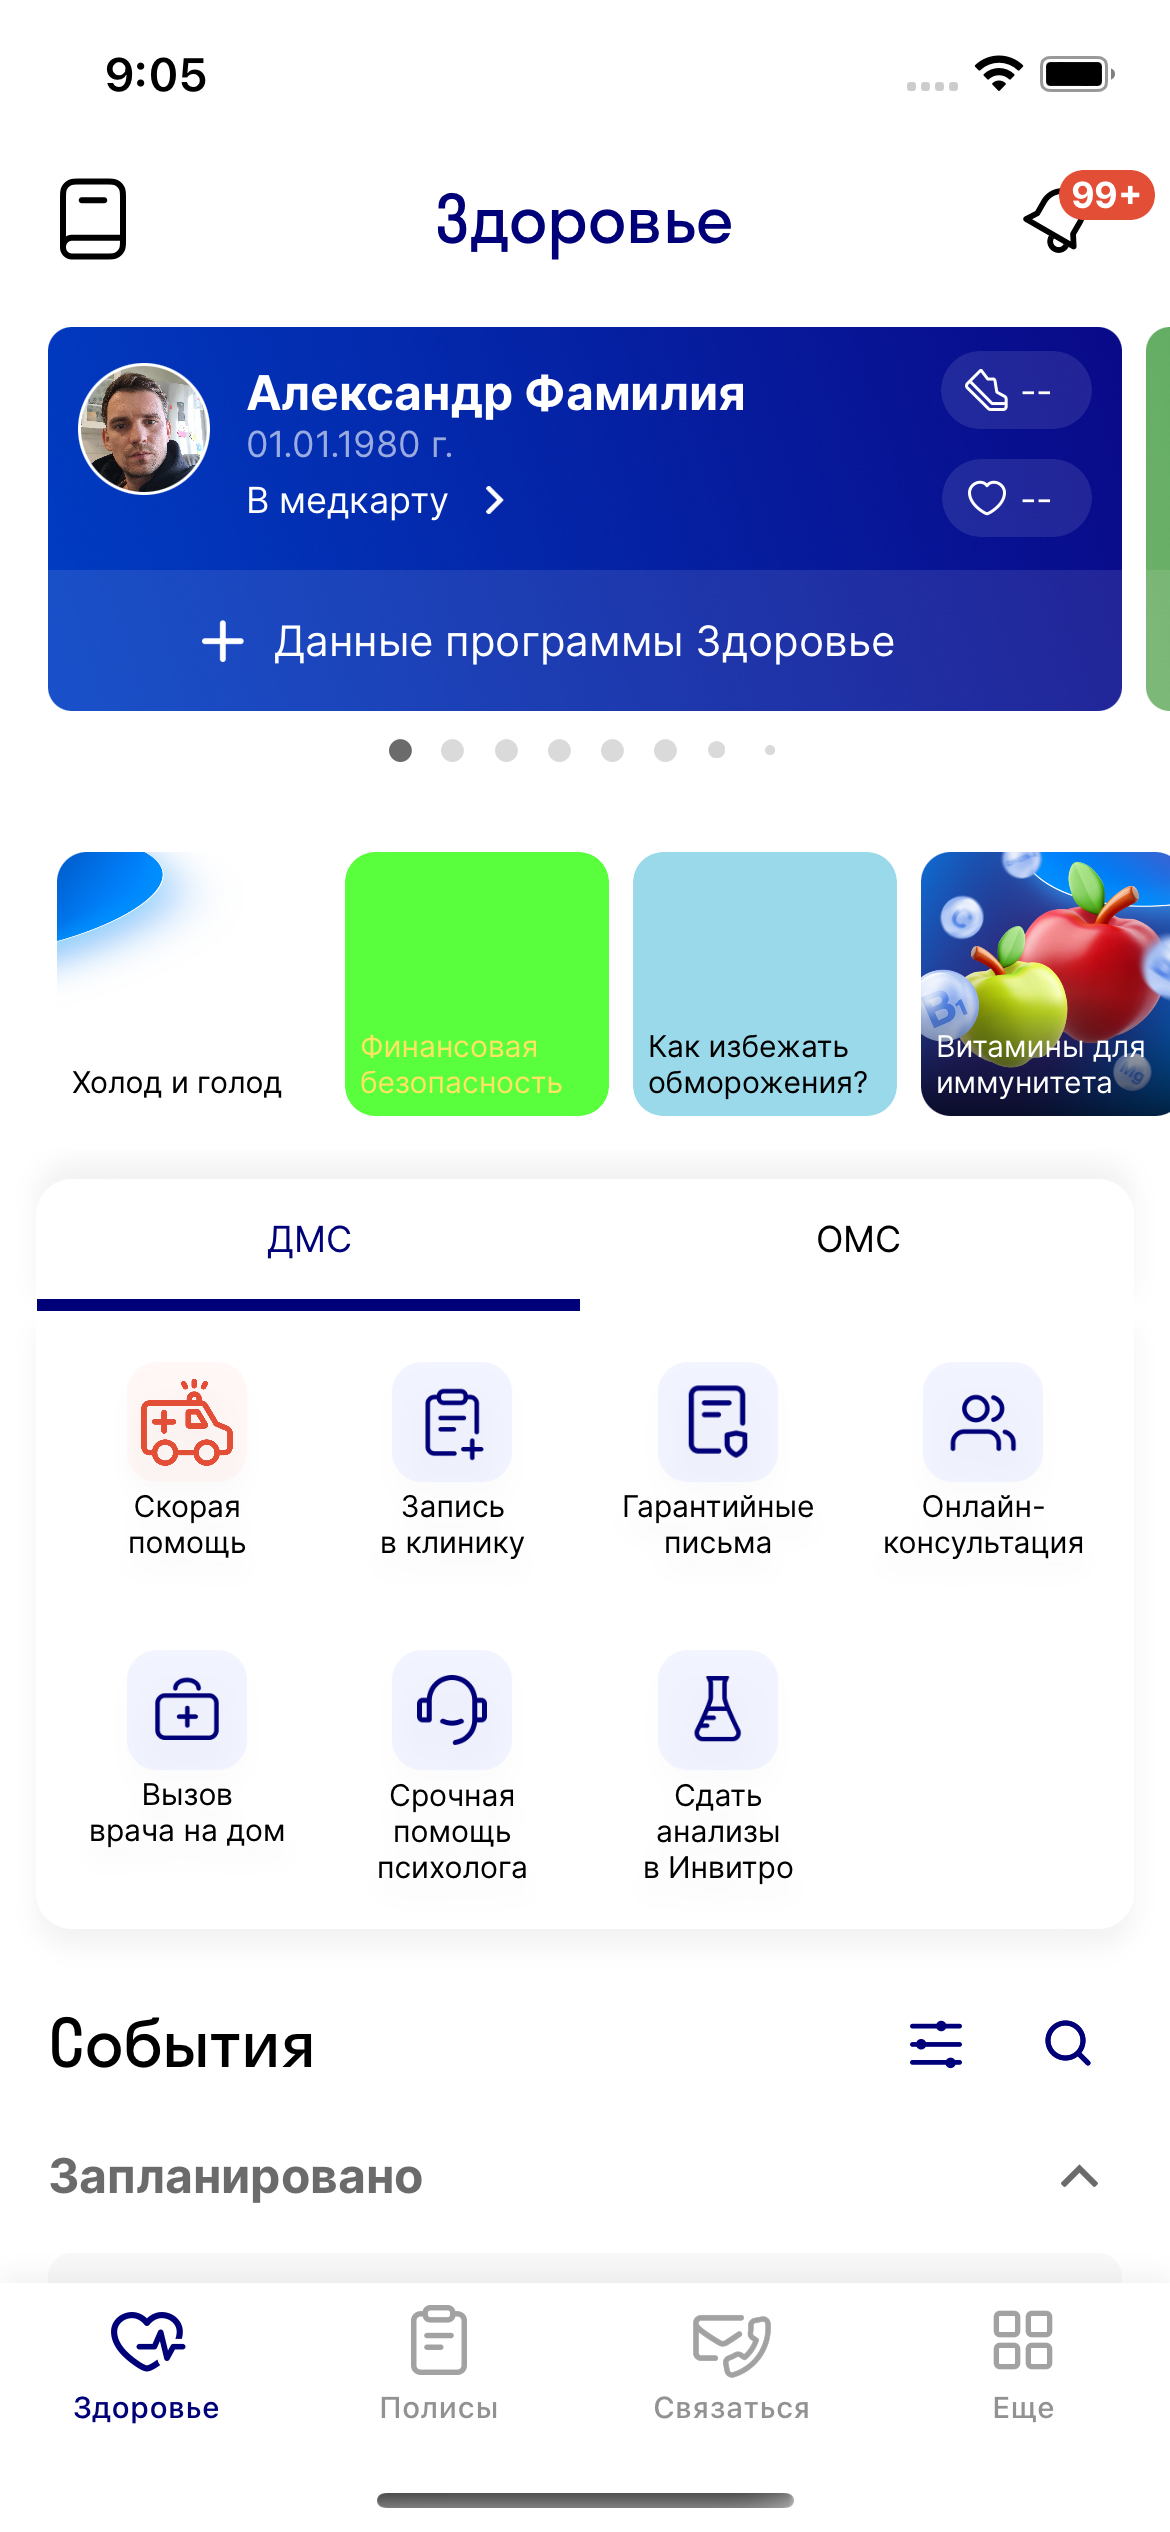 9:05
Здоровье
99+
Александр Фамилия
01.01.1980 г.
В медкарту
--
--
Данные программы Здоровье
Холод и голод
Финансовая
безопасность
Как избежать
обморожения?
B1
C
Mg
Витамины для
иммунитета
ДМС
ОМС
Скорая
помощь
Запись
в клинику
Гарантийные
письма
Онлайн-
консультация
Вызов
врача на дом
Срочная
помощь
психолога
Сдать
анализы
в Инвитро
События
Запланировано
Здоровье
Полисы
Связаться
Еще